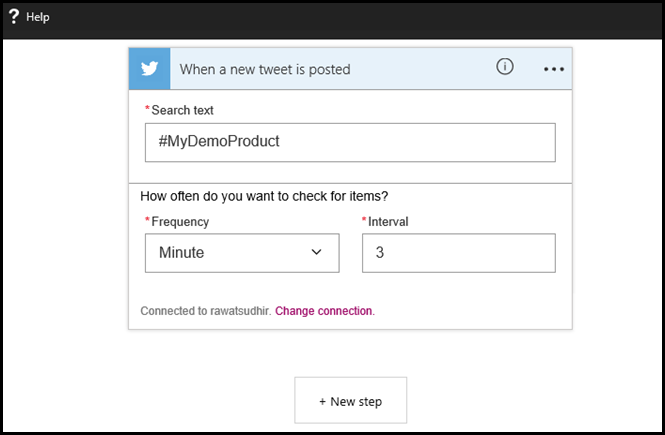 ? Help
When a new tweet is posted
*Search text
#MyDemoProduct
How often do you want to check for items?
*Frequency *Interval
Minute 3
Connected to rawatsudhir. Change connection.
+ New step